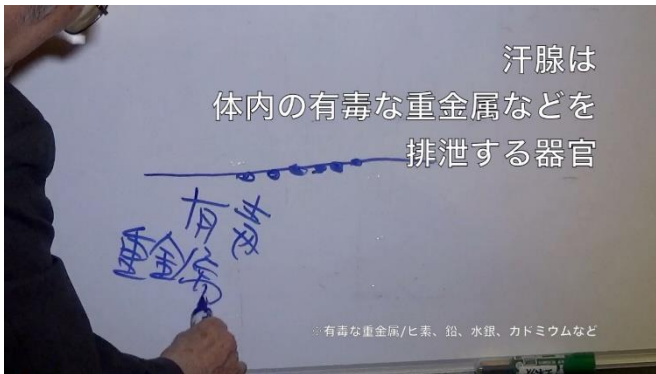 汗腺は
体内の有毒な重金属などを
排泄する器官
有毒
重金属
※有毒な重金属/ヒ素、鉛、水銀、カドミウムなど